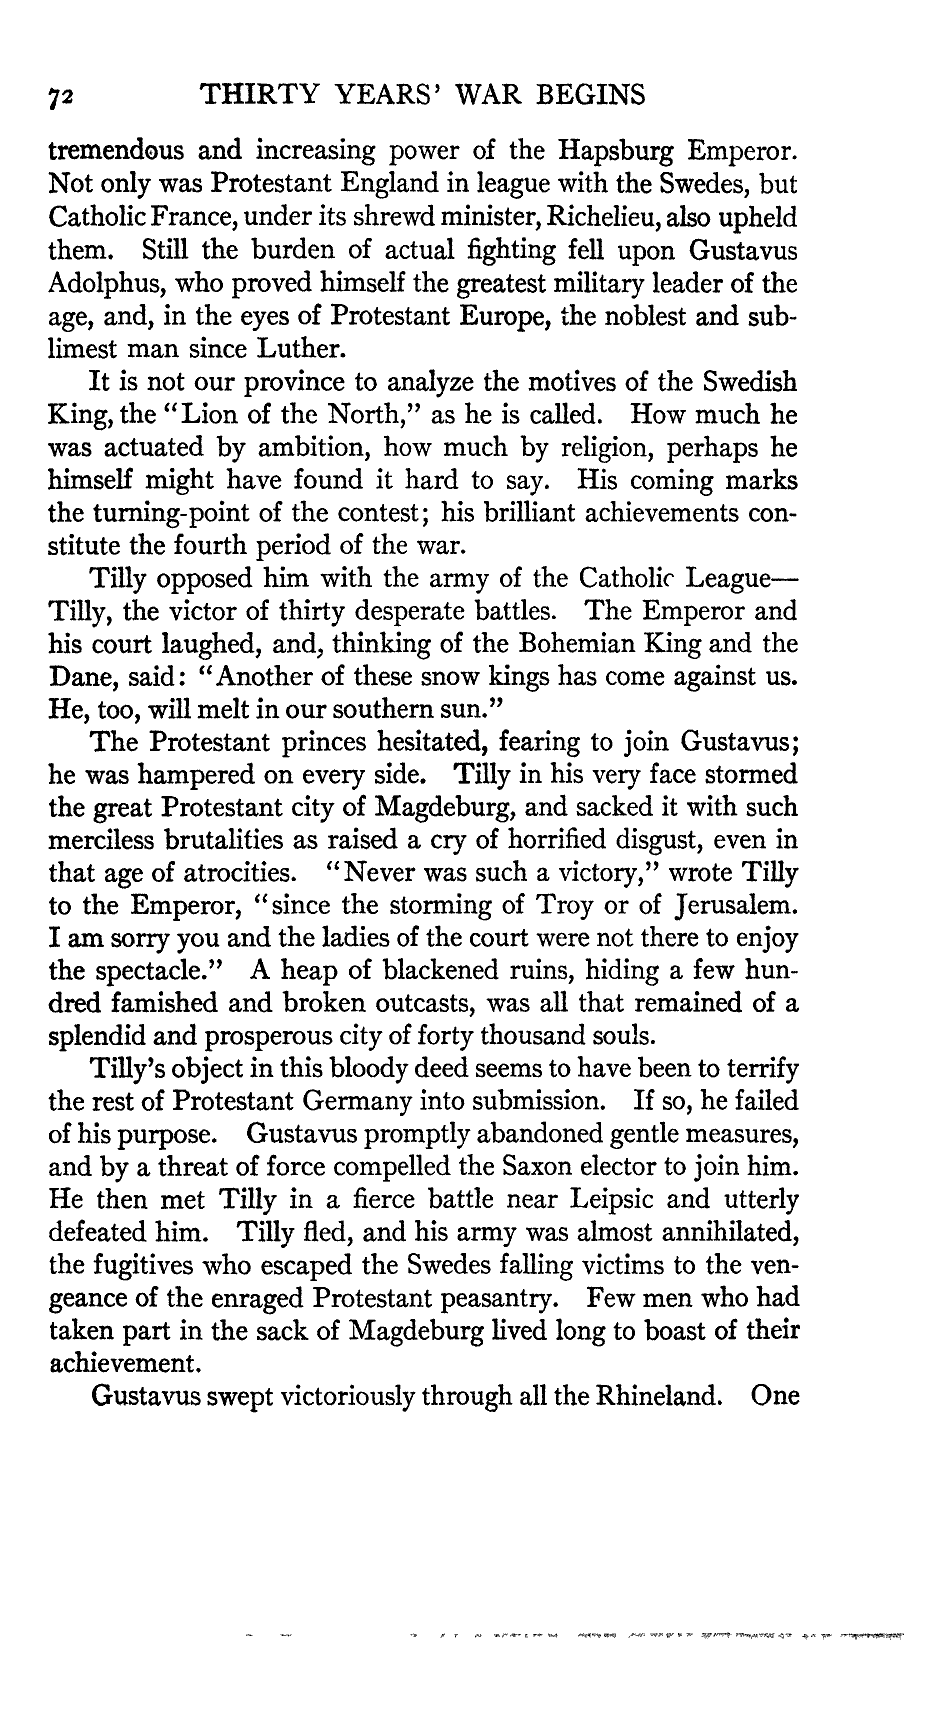 72 THIRTY YEARS' WAR BEGINS
tremendous and increasing power of the Hapsburg Emperor.
Not only was Protestant England in league with the Swedes, but
Catholic France, under its shrewd minister, Richelieu, also upheld
them. Still the burden of actual fighting fell upon Gustavus
Adolphus, who proved himself the greatest military leader of the
age, and, in the eyes of Protestant Europe, the noblest and sub-
limest man since Luther.
It is not our province to analyze the motives of the Swedish
King, the "Lion of the North," as he is called. How much he
was actuated by ambition, how much by religion, perhaps he
himself might have found it hard to say. His coming marks
the turning-point of the contest; his brilliant achievements con-
stitute the fourth period of the war.
Tilly opposed him with the army of the Catholic League—
Tilly, the victor of thirty desperate battles. The Emperor and
his court laughed, and, thinking of the Bohemian King and the
Dane, said: "Another of these snow kings has come against us.
He, too, will melt in our southern sun."
The Protestant princes hesitated, fearing to join Gustavus;
he was hampered on every side. Tilly in his very face stormed
the great Protestant city of Magdeburg, and sacked it with such
merciless brutalities as raised a cry of horrified disgust, even in
that age of atrocities. "Never was such a victory," wrote Tilly
to the Emperor, "since the storming of Troy or of Jerusalem.
I am sorry you and the ladies of the court were not there to enjoy
the spectacle." A heap of blackened ruins, hiding a few hun-
dred famished and broken outcasts, was all that remained of a
splendid and prosperous city of forty thousand souls.
Tilly's object in this bloody deed seems to have been to terrify
the rest of Protestant Germany into submission. If so, he failed
of his purpose. Gustavus promptly abandoned gentle measures,
and by a threat of force compelled the Saxon elector to join him.
He then met Tilly in a fierce battle near Leipsic and utterly
defeated him. Tilly fled, and his army was almost annihilated,
the fugitives who escaped the Swedes falling victims to the ven-
geance of the enraged Protestant peasantry. Few men who had
taken part in the sack of Magdeburg lived long to boast of their
achievement.
Gustavus swept victoriously through all the Rhineland. One